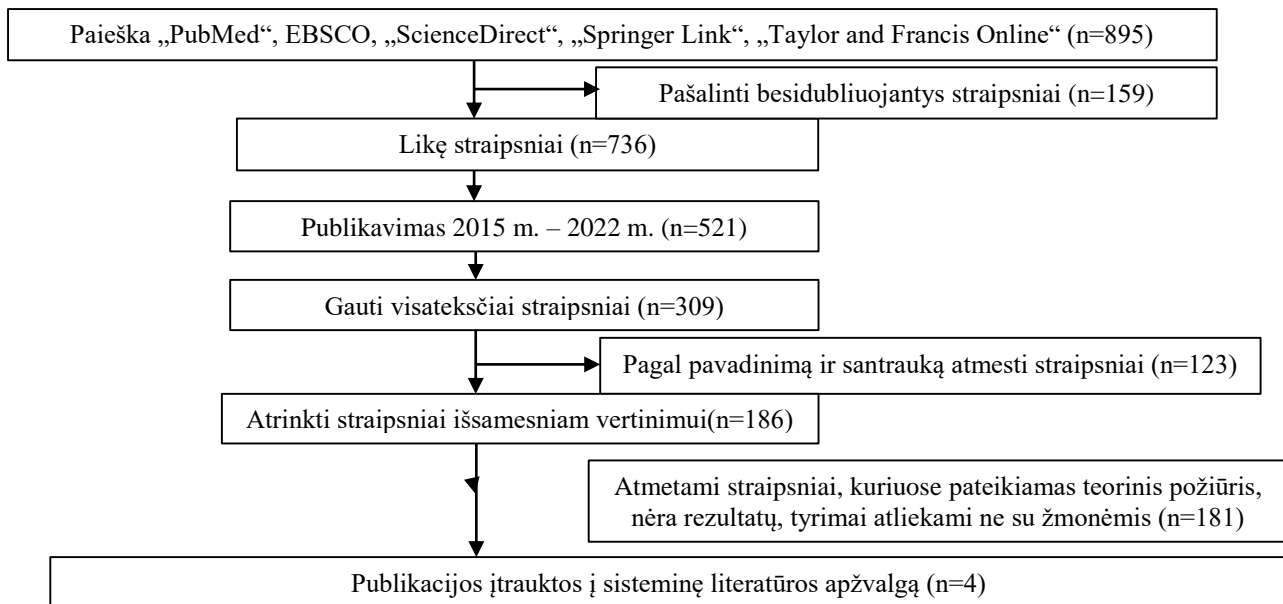 Paieška „PubMed“, EBSCO, „ScienceDirect“, „Springer Link“, „Taylor and Francis Online“ (n=895)
Pašalinti besidubliuojantys straipsniai (n=159)
Likę straipsniai (n=736)
Publikavimas 2015 m. – 2022 m. (n=521)
Gauti visateksčiai straipsniai (n=309)
Pagal pavadinimą ir santrauką atmesti straipsniai (n=123)
Atrinkti straipsniai išsamesniam vertinimui(n=186)
Atmetami straipsniai, kuriuose pateikiamas teorinis požiūris,
nėra rezultatų, tyrimai atliekami ne su žmonėmis (n=181)
Publikacijos įtrauktos į sisteminę literatūros apžvalgą (n=4)